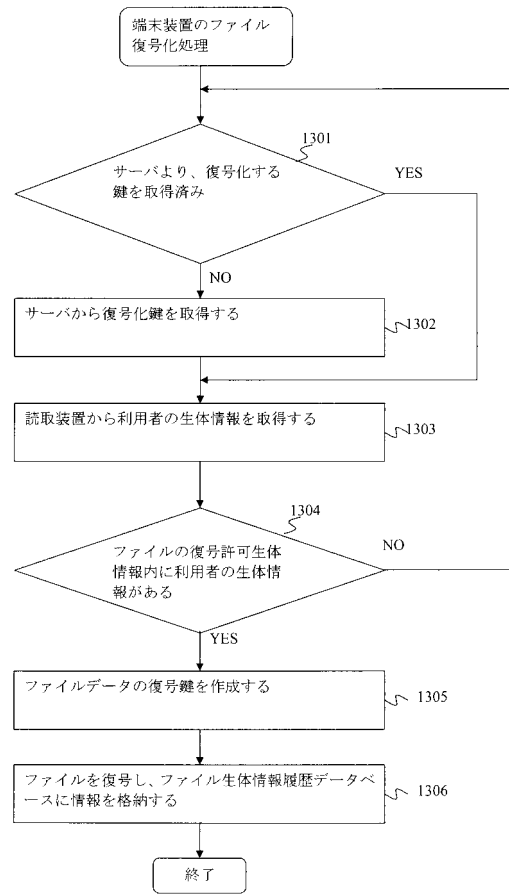 端末装置のファイル
復号化処理
1301
サーバより、復号化する
鍵を取得済み
YES
NO
サーバから復号化鍵を取得する
1302
読取装置から利用者の生体情報を取得する
1303
1304
ファイルの復号許可生体
情報内に利用者の生体情
報がある
NO
YES
ファイルデータの復号鍵を作成する
1305
ファイルを復号し、ファイル生体情報履歴データベ
ースに情報を格納する
1306
終了